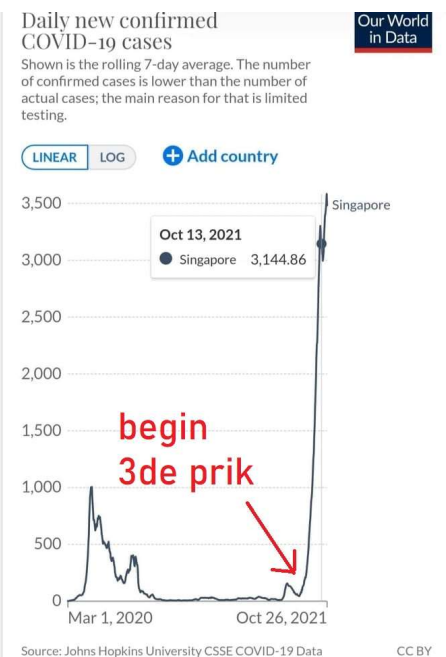 Daily new confirmed
COVID-19 cases
Our World
in Data
Shown is the rolling 7-day average. The number
of confirmed cases is lower than the number of
actual cases; the main reason for that is limited
testing.
LINEAR LOG Add country
3,500
Singapore
Oct 13, 2021
Singapore 3,144.86
3,000
2,500
2,000
1,500
begin
3de prik
1,000
500
0
Mar 1, 2020 Oct 26, 2021
Source: Johns Hopkins University CSSE COVID-19 Data CC BY